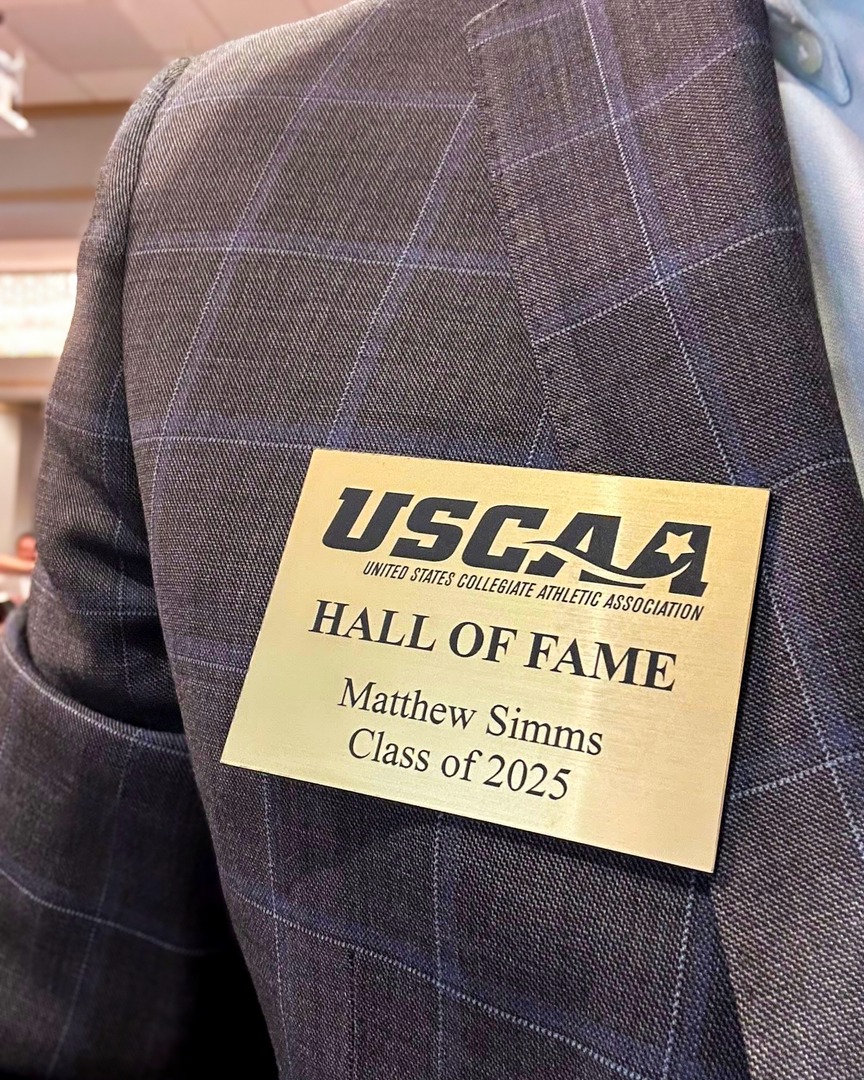 USCAA
UNITED STATES COLLEGIATE ATHLETIC ASSOCIATION
HALL OF FAME
Matthew Simms
Class of 2025